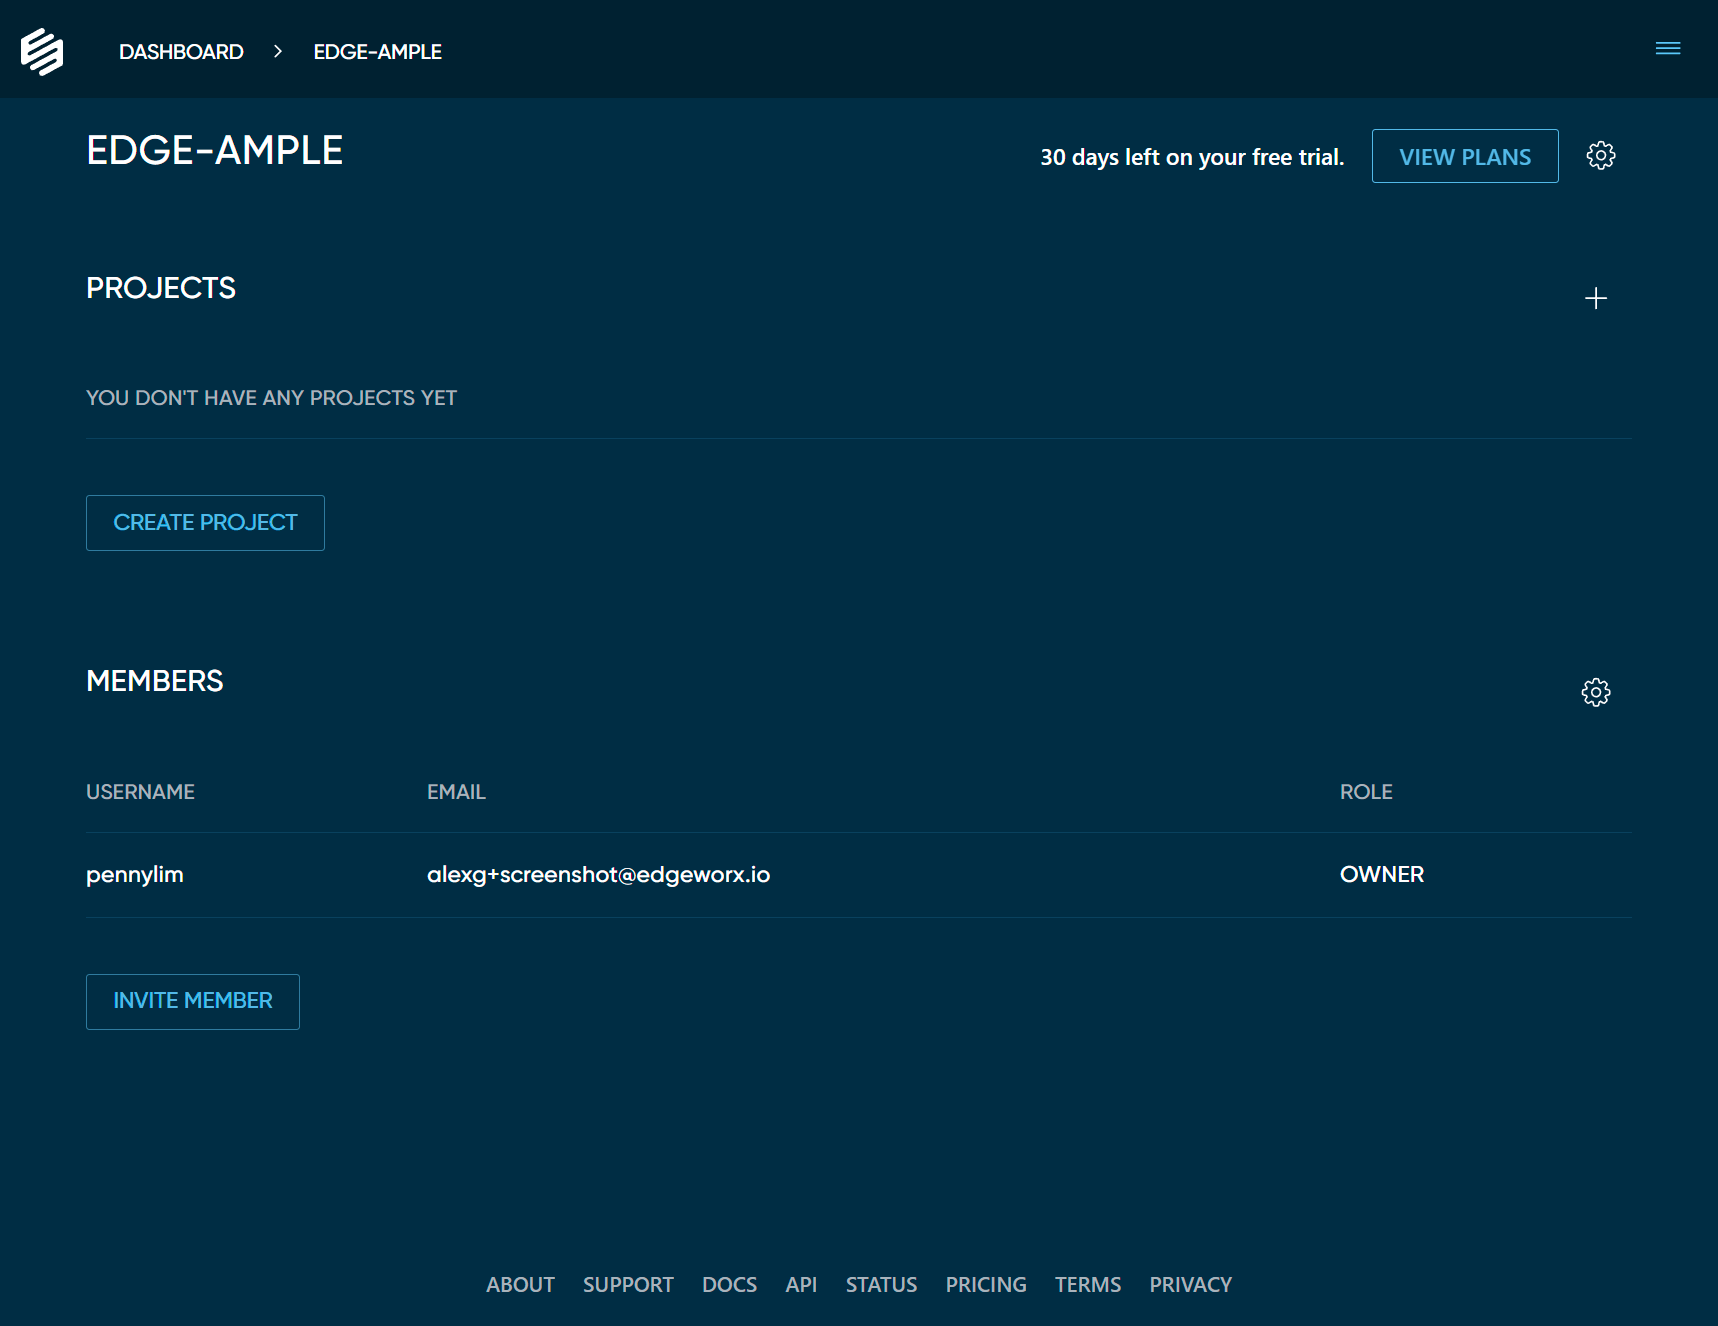 DASHBOARD > EDGE-AMPLE
EDGE-AMPLE
30 days left on your free trial.
VIEW PLANS
PROJECTS
YOU DON'T HAVE ANY PROJECTS YET
CREATE PROJECT
MEMBERS
USERNAME EMAIL ROLE
pennylim alexg+screenshot@edgeworx.io OWNER
INVITE MEMBER
ABOUT SUPPORT DOCS API STATUS PRICING TERMS PRIVACY